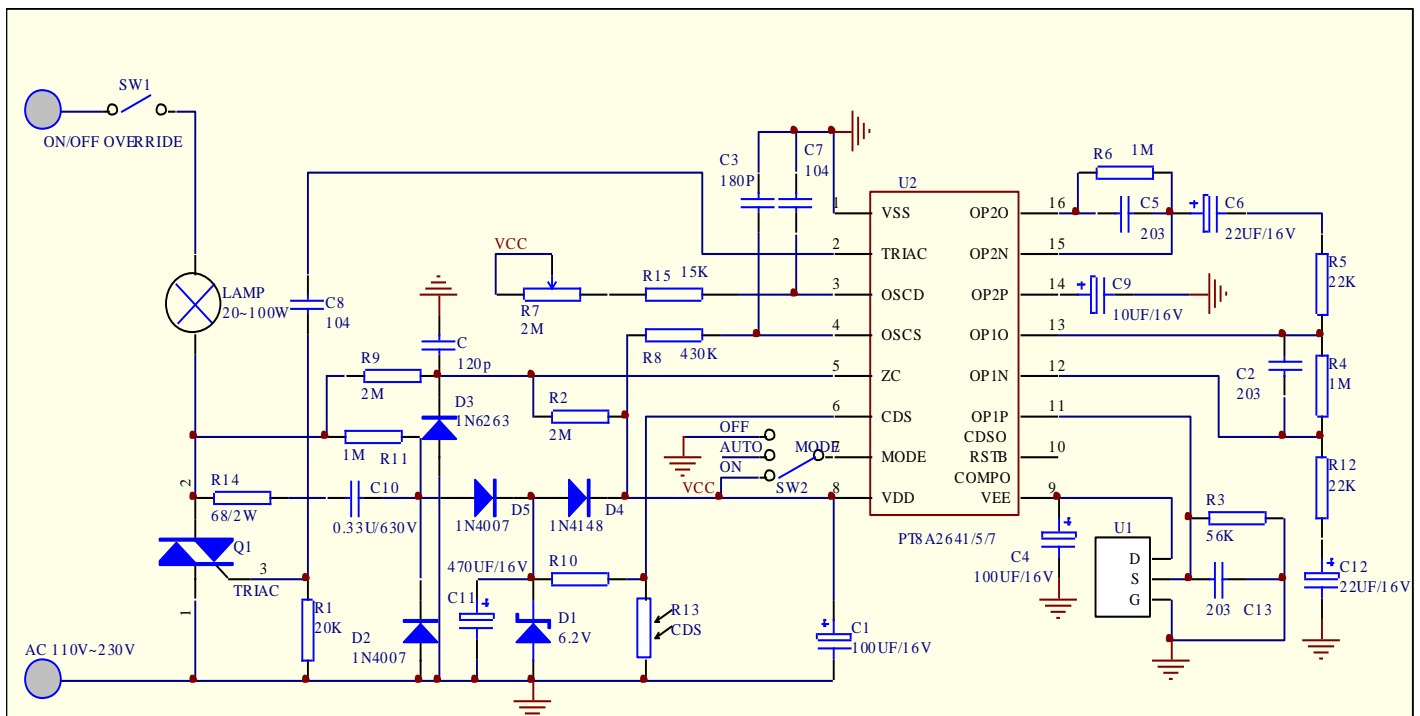 SW1
ON/OFF OVERRIDE
LAMP
20~100W
C8
104
R9
2M
1M
R11
R14
68/2W
C10
0.33U/630V
2
Q1
3
TRIAC
1
R1
20K
AC 110V~230V
D2
1N4007
C
120p
D3
1N6263
VCC
R7
2M
R15
15K
R8
430K
R2
2M
C3
180P
C7
104
1N4007
D5
1N4148
D4
470UF/16V
C11
R10
D1
6.2V
R13
CDS
OFF
AUTO
ON
MODE
VCC
SW2
C1
100UF/16V
U2
1
VSS
2
TRIAC
3
OSCD
4
OSCS
5
ZC
6
CDS
7
MODE
8
VDD
OP2O
16
OP2N
15
OP2P
14
OP1O
13
OP1N
12
OP1P
11
CDSO
RSTB
10
COMPO
VEE
9
PT8A2641/5/7
R6
1M
C5
203
C6
22UF/16V
C9
10UF/16V
R5
22K
C2
203
R4
1M
R12
22K
R3
56K
C4
100UF/16V
U1
D
S
G
203
C13
C12
22UF/16V